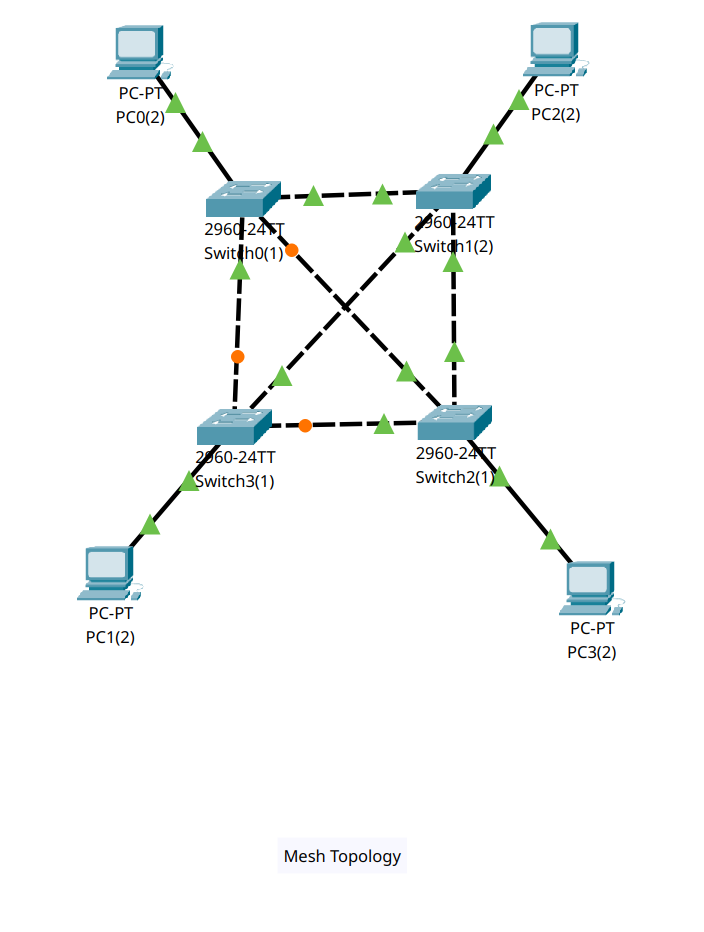 PC-PT
PC0(2)
PC-PT
PC2(2)
2960-24TT
Switch0(1)
2960-24TT
Switch1(2)
2960-24TT
Switch3(1)
2960-24TT
Switch2(1)
PC-PT
PC1(2)
PC-PT
PC3(2)
Mesh Topology